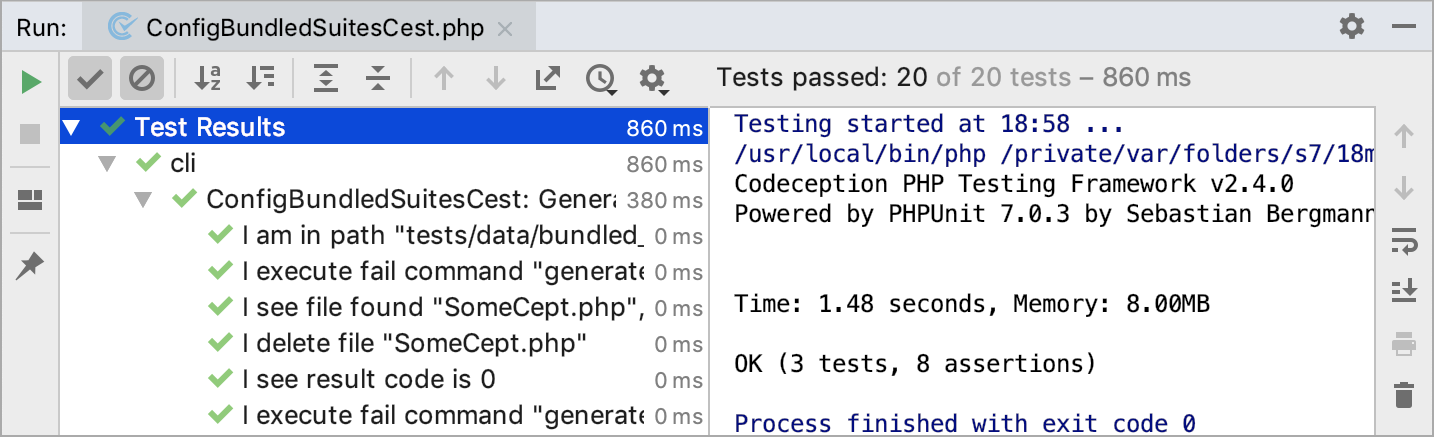 Run: ConfigBundledSuitesCest.php
Tests passed: 20 of 20 tests – 860 ms
Test Results 860 ms
cli 860 ms
ConfigBundledSuitesCest: Genera 380 ms
I am in path "tests/data/bundled_ 0 ms
I execute fail command "generate 0 ms
I see file found "SomeCept.php", 0 ms
I delete file "SomeCept.php" 0 ms
I see result code is 0 0 ms
I execute fail command "generate 0 ms
Testing started at 18:58 ...
/usr/local/bin/php /private/var/folders/s7/18m
Codeception PHP Testing Framework v2.4.0
Powered by PHPUnit 7.0.3 by Sebastian Bergmann
Time: 1.48 seconds, Memory: 8.00MB
OK (3 tests, 8 assertions)
Process finished with exit code 0